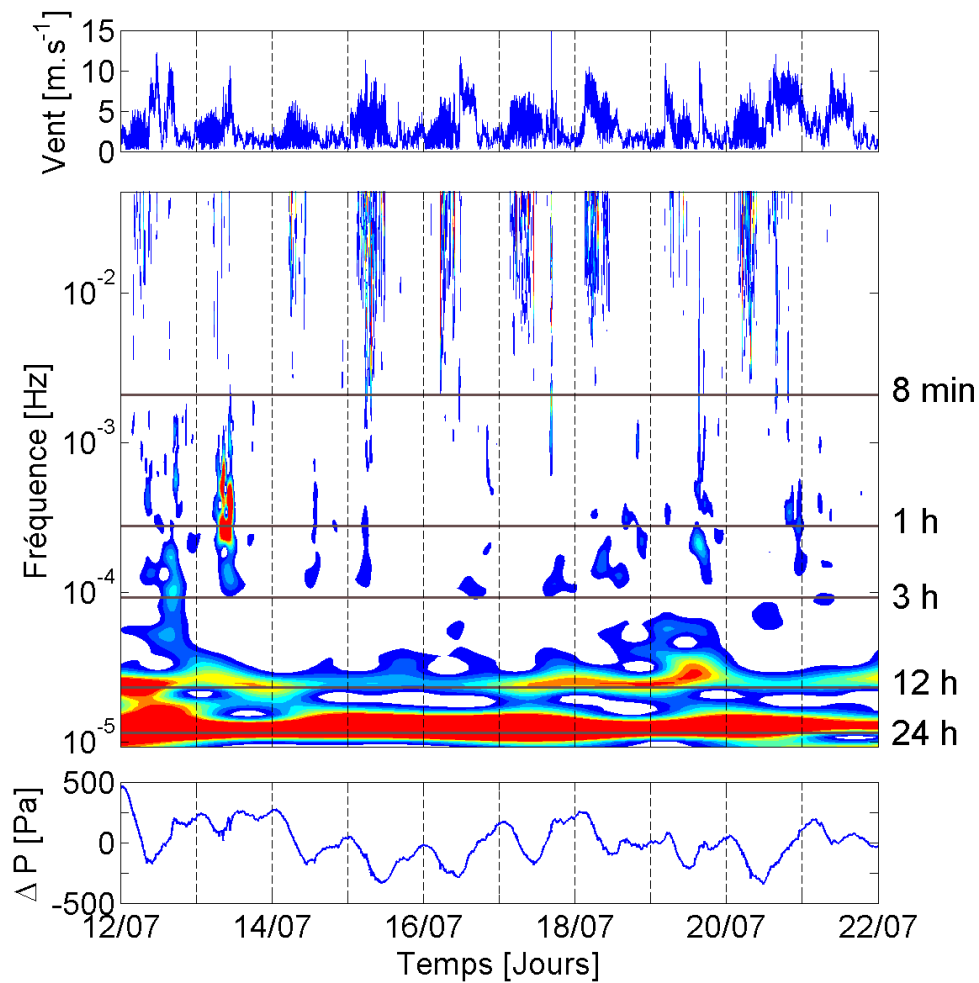 Vent [m.s⁻¹]
15
10
5
0
Fréquence [Hz]
10⁻²
10⁻³
10⁻⁴
10⁻⁵
8 min
1 h
3 h
12 h
24 h
Δ P [Pa]
500
0
-500
12/07 14/07 16/07 18/07 20/07 22/07
Temps [Jours]